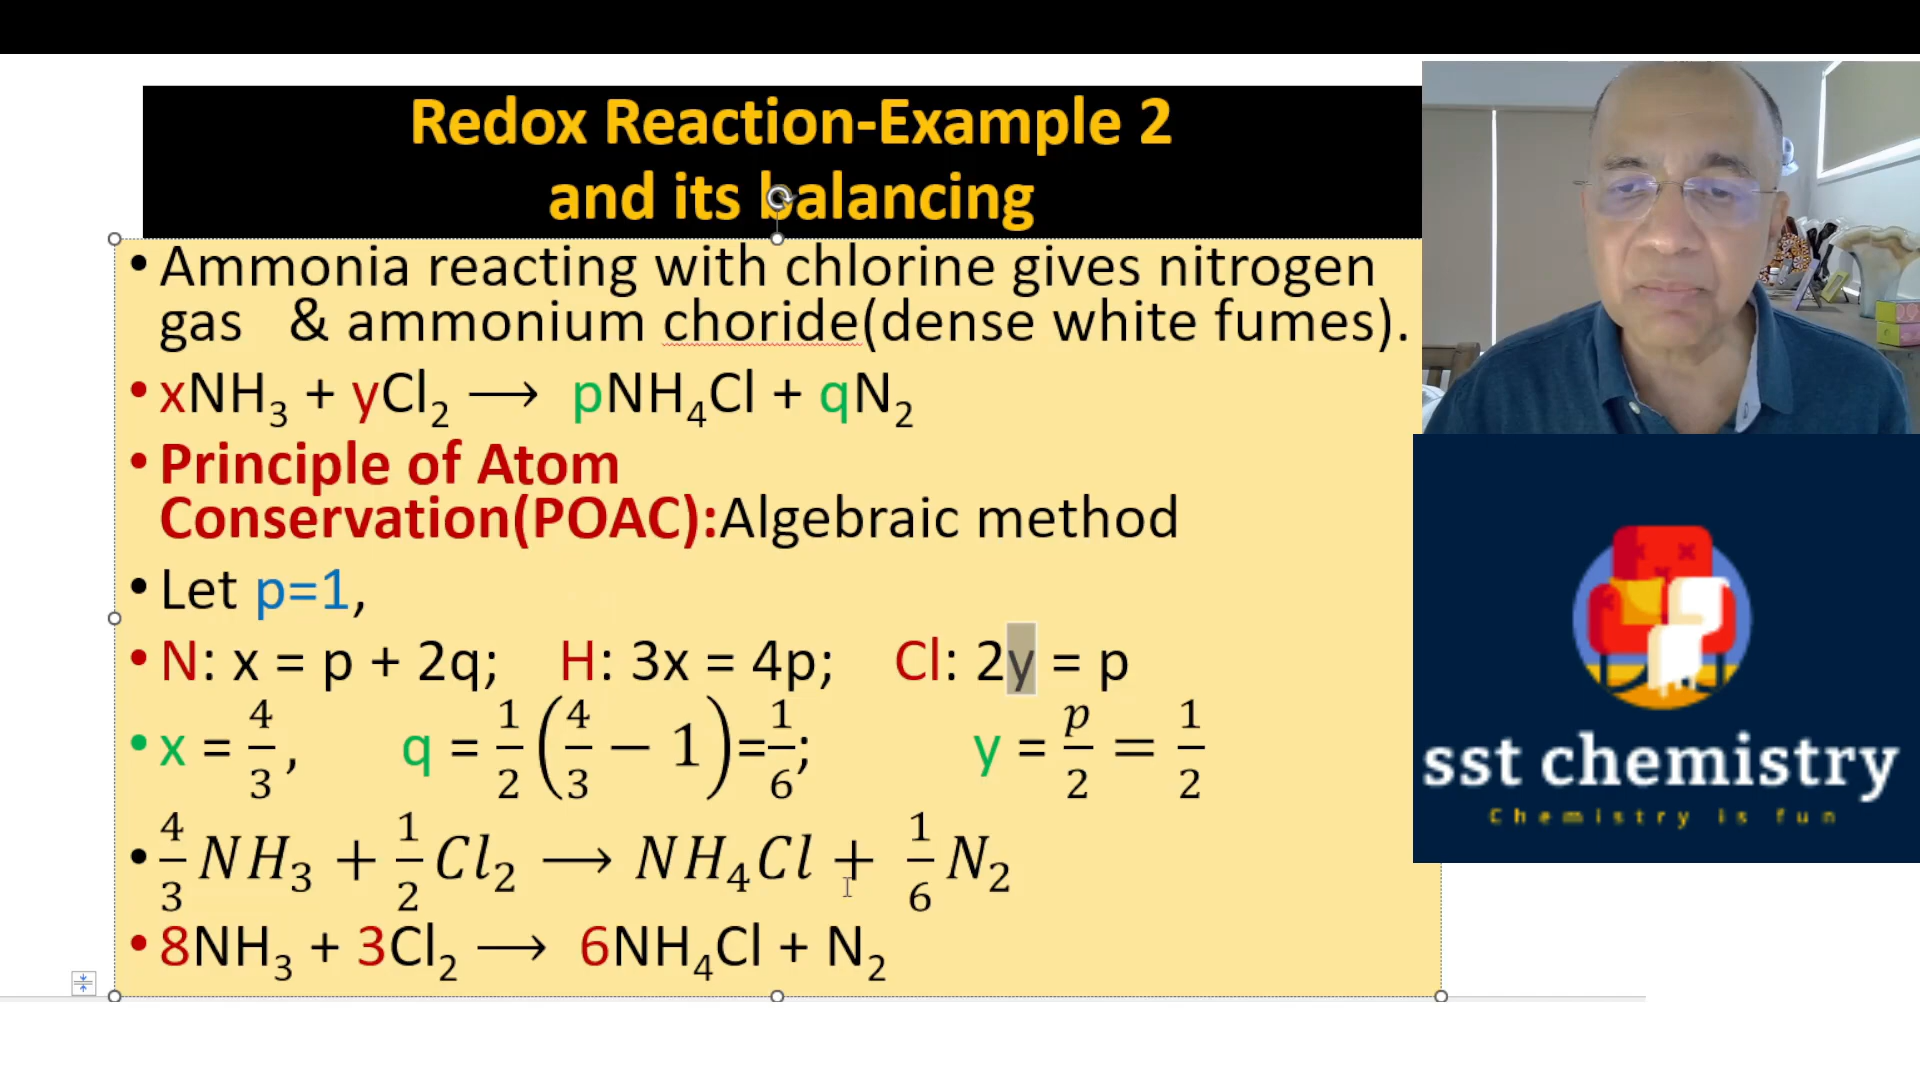 Redox Reaction-Example 2
and its balancing
• Ammonia reacting with chlorine gives nitrogen
gas & ammonium choride(dense white fumes).
• xNH₃ + yCl₂ ⟶ pNH₄Cl + qN₂
• Principle of Atom
Conservation(POAC):Algebraic method
• Let p=1,
• N: x = p + 2q; H: 3x = 4p; Cl: 2y = p
• x = 4/3, q = 1/2(4/3 − 1)=1/6; y = p/2 = 1/2
• 4/3 NH₃ + 1/2 Cl₂ ⟶ NH₄Cl + 1/6 N₂
• 8NH₃ + 3Cl₂ ⟶ 6NH₄Cl + N₂
sst chemistry
Chemistry is fun